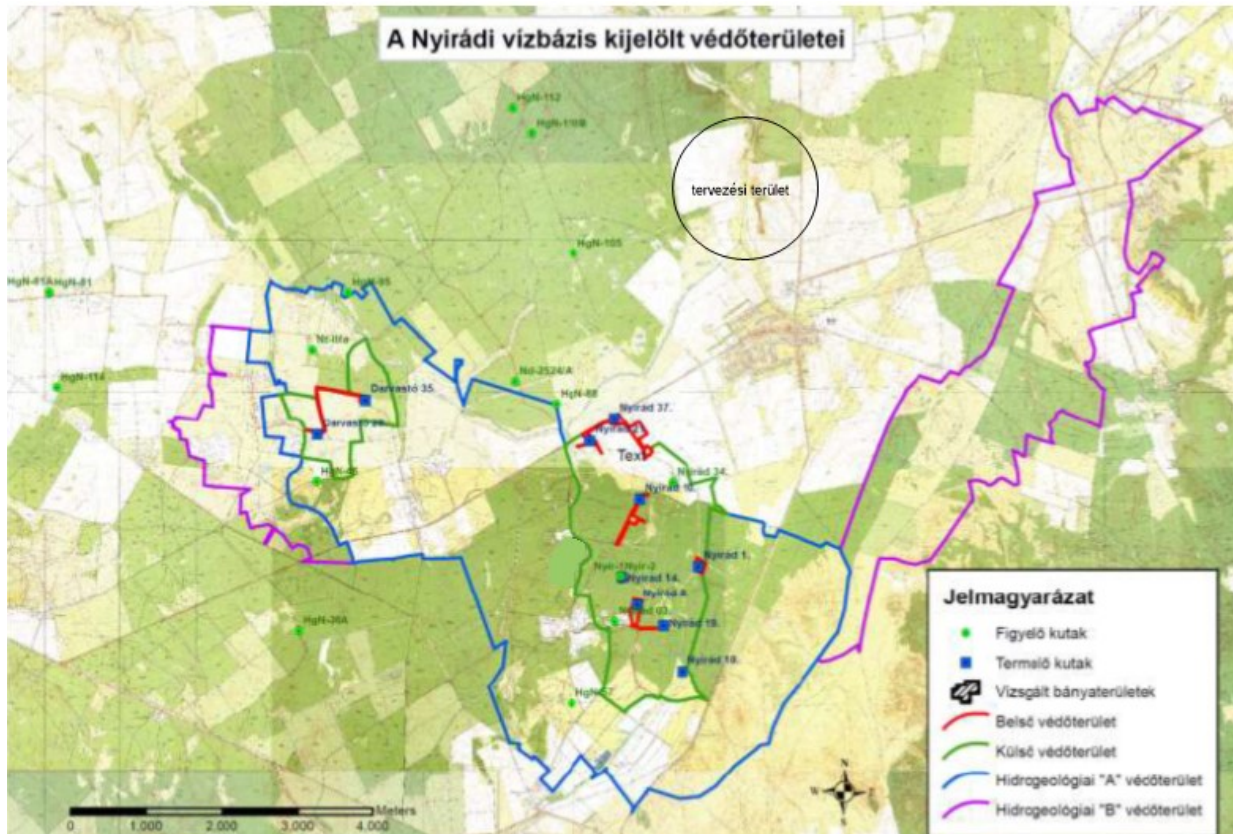 A Nyirádi vízbázis kijelölt védőterületei
HgN-112
HgN-110B
tervezési terület
HgN-105
HgN-81A HgN-81
HgN-95
Nr-IIIa
HgN-114
Nd-2524/A
Darvastó 35.
HgN-88
Nyirád 37.
Text
Nyirád 34.
Nyirád 1.
Nyirád 14.
Nyirád A
Nyirád 19.
Nyirád 18.
Jelmagyarázat
Figyelő kutak
Termelő kutak
Vizsgált bányaterületek
Belső védőterület
Külső védőterület
Hidrogeológiai "A" védőterület
Hidrogeológiai "B" védőterület
N
W
E
S
Meters
0 1,000 2,000 3,000 4,000